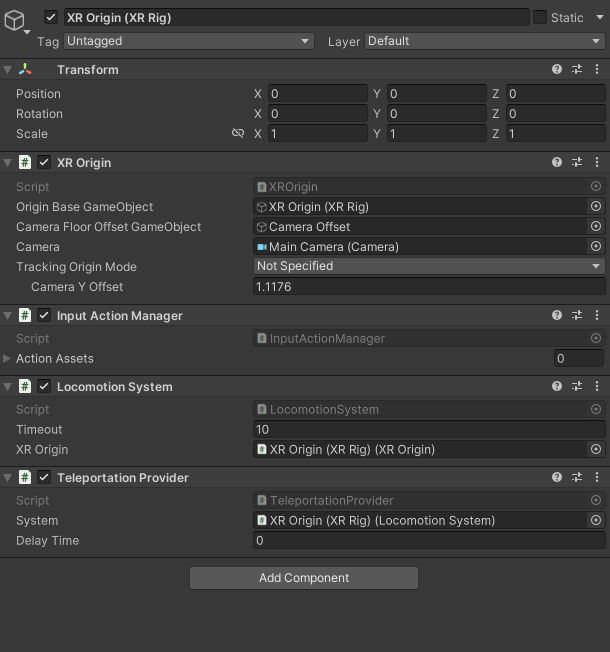 XR Origin (XR Rig) Static
Tag Untagged Layer Default
Transform
Position X 0 Y 0 Z 0
Rotation X 0 Y 0 Z 0
Scale X 1 Y 1 Z 1
# XR Origin
Script # XROrigin
Origin Base GameObject XR Origin (XR Rig)
Camera Floor Offset GameObject Camera Offset
Camera Main Camera (Camera)
Tracking Origin Mode Not Specified
Camera Y Offset 1.1176
# Input Action Manager
Script # InputActionManager
Action Assets 0
# Locomotion System
Script # LocomotionSystem
Timeout 10
XR Origin # XR Origin (XR Rig) (XR Origin)
# Teleportation Provider
Script # TeleportationProvider
System # XR Origin (XR Rig) (Locomotion System)
Delay Time 0
Add Component